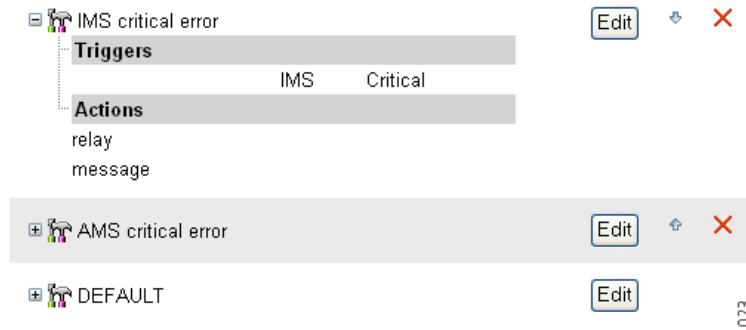 IMS critical error Edit
Triggers
IMS Critical
Actions
relay
message
AMS critical error Edit
DEFAULT Edit